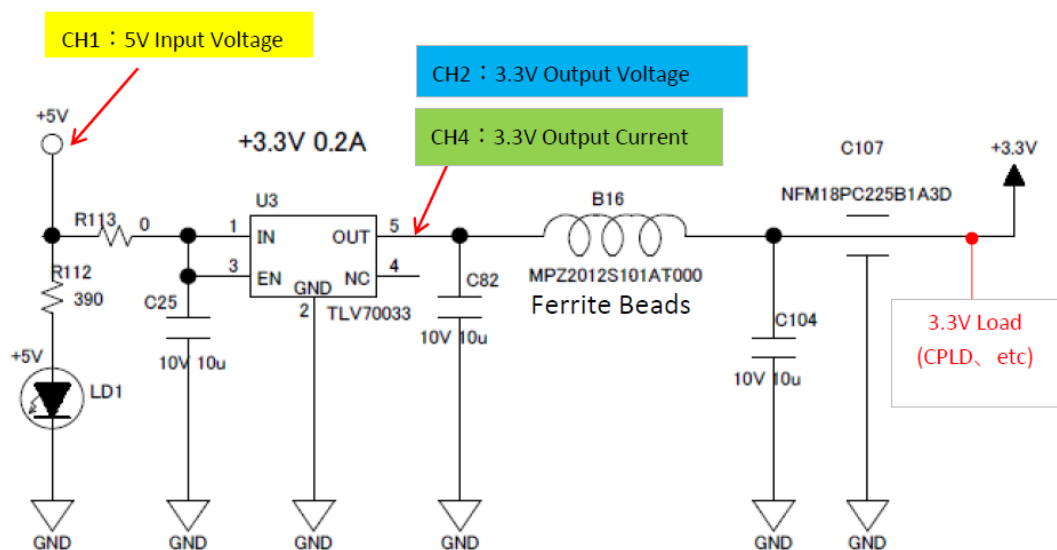 CH1：5V Input Voltage
CH2：3.3V Output Voltage
CH4：3.3V Output Current
+5V
+3.3V 0.2A
C107
NFM18PC225B1A3D
+3.3V
R113
0
U3
1
IN
OUT
5
3
EN
NC
4
GND
2
TLV70033
B16
MPZ2012S101AT000
Ferrite Beads
R112
390
C25
10V 10u
C82
10V 10u
C104
10V 10u
3.3V Load
(CPLD、etc)
+5V
LD1
GND
GND
GND
GND
GND
GND